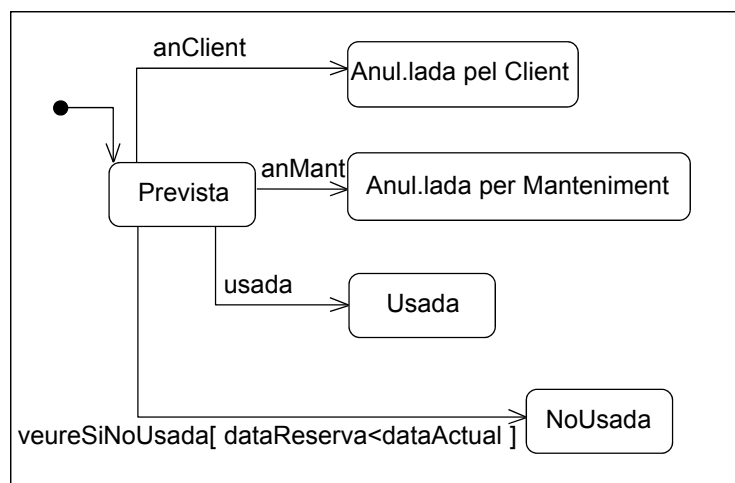 anClient
Anul.lada pel Client
Prevista
anMant
Anul.lada per Manteniment
usada
Usada
NoUsada
veureSiNoUsada[ dataReserva<dataActual ]